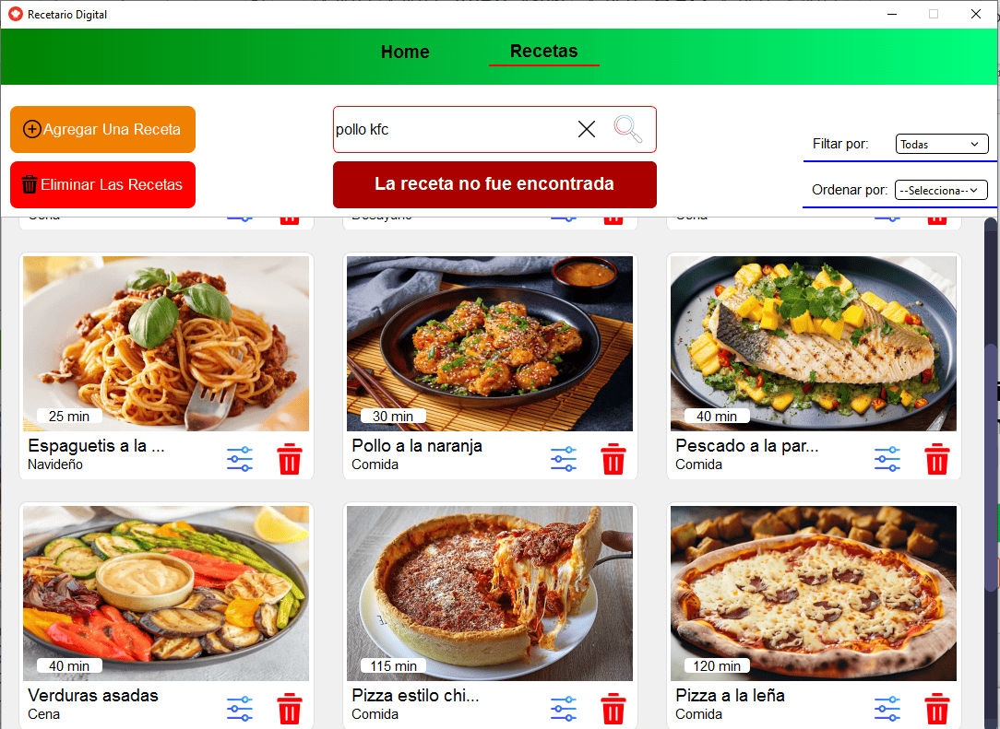 Recetario Digital
Home
Recetas
Agregar Una Receta
pollo kfc
Filtar por:
Todas
Eliminar Las Recetas
La receta no fue encontrada
Ordenar por:
--Selecciona--
Cena
Desayuno
Cena
25 min
30 min
40 min
Espaguetis a la ...
Pollo a la naranja
Pescado a la par...
Navideño
Comida
Comida
40 min
115 min
120 min
Verduras asadas
Pizza estilo chi...
Pizza a la leña
Cena
Comida
Comida